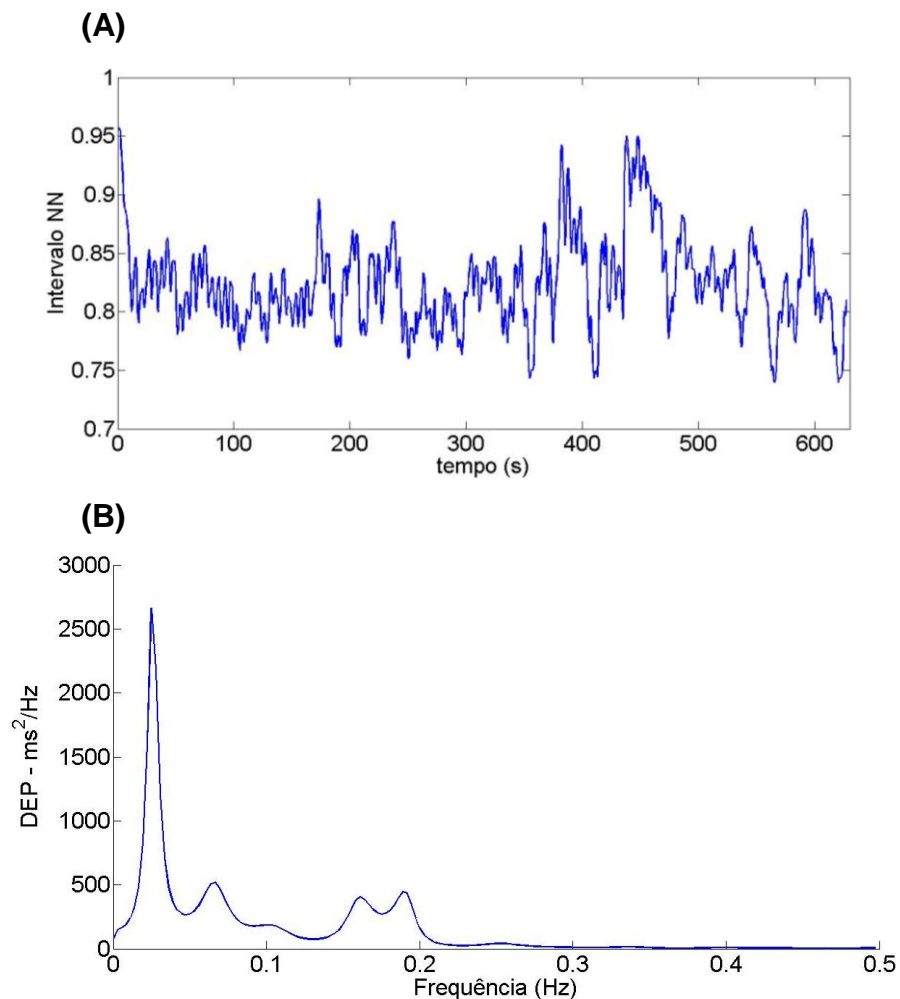 (A)
1
0.95
0.9
0.85
0.8
0.75
0.7
Intervalo NN
0 100 200 300 400 500 600
tempo (s)
(B)
3000
2500
2000
1500
1000
500
0
DEP - ms²/Hz
0 0.1 0.2 0.3 0.4 0.5
Frequência (Hz)